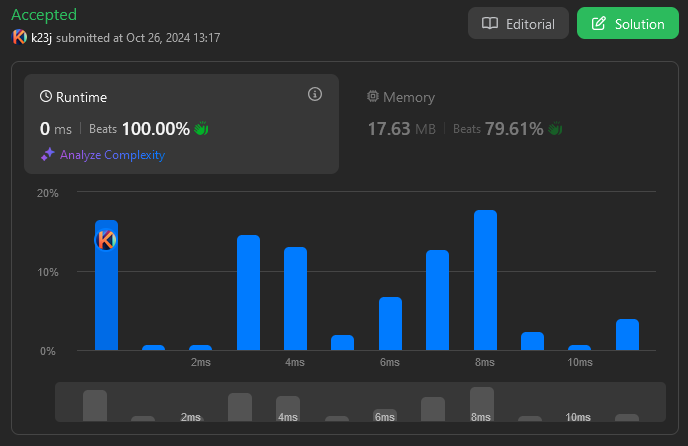 Accepted
k23j submitted at Oct 26, 2024 13:17
Editorial
Solution
Runtime
0 ms | Beats 100.00%
Analyze Complexity
Memory
17.63 MB | Beats 79.61%
20%
10%
0%
2ms 4ms 6ms 8ms 10ms
2ms 4ms 6ms 8ms 10ms